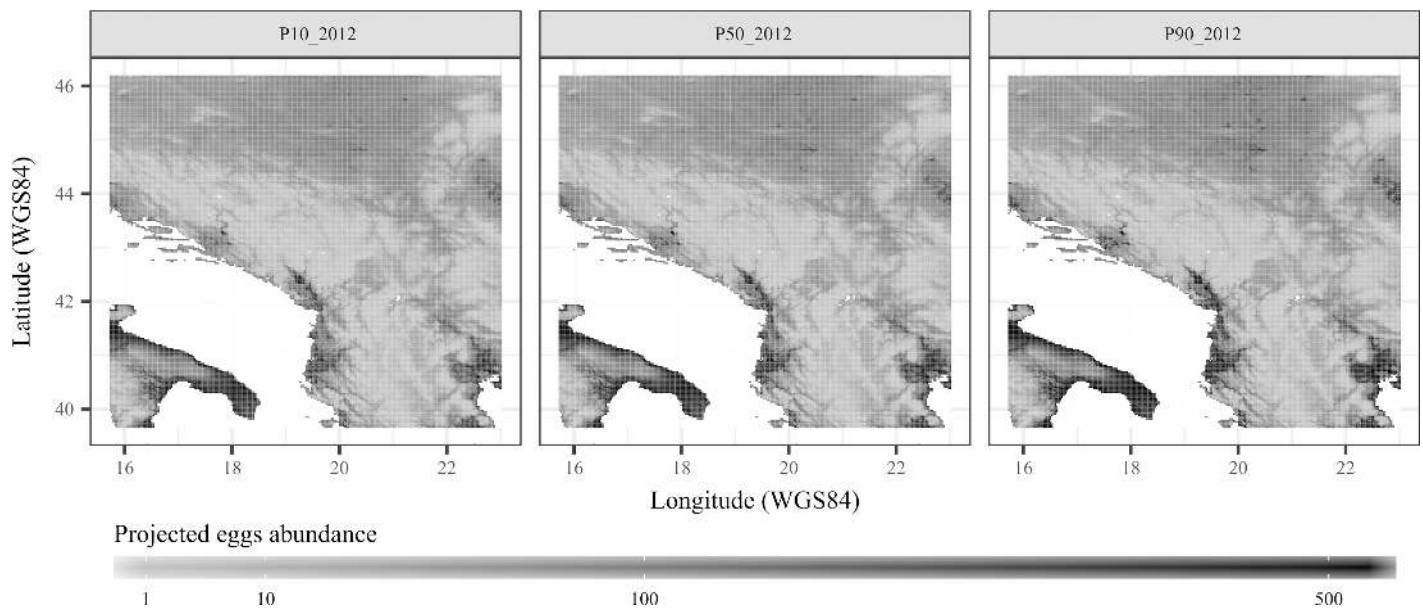 P10_2012 P50_2012 P90_2012
46
44
42
40
Latitude (WGS84)
16 18 20 22 16 18 20 22 16 18 20 22
Longitude (WGS84)
Projected eggs abundance
1 10 100 500